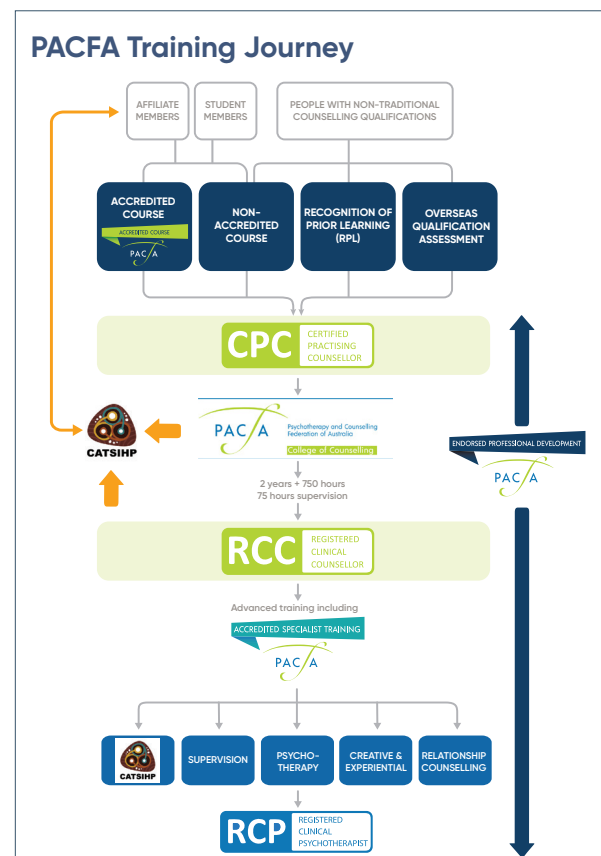 PACFA Training Journey
AFFILIATE
MEMBERS
STUDENT
MEMBERS
PEOPLE WITH NON-TRADITIONAL
COUNSELLING QUALIFICATIONS
ACCREDITED
COURSE
ACCREDITED COURSE
PACFA
NON-
ACCREDITED
COURSE
RECOGNITION OF
PRIOR LEARNING
(RPL)
OVERSEAS
QUALIFICATION
ASSESSMENT
CPC
CERTIFIED
PRACTISING
COUNSELLOR
CATSIHP
PACFA
Psychotherapy and Counselling
Federation of Australia
College of Counselling
ENDORSED PROFESSIONAL DEVELOPMENT
PACFA
2 years + 750 hours
75 hours supervision
RCC
REGISTERED
CLINICAL
COUNSELLOR
Advanced training including
ACCREDITED SPECIALIST TRAINING
PACFA
CATSIHP
SUPERVISION
PSYCHO-
THERAPY
CREATIVE &
EXPERIENTIAL
RELATIONSHIP
COUNSELLING
RCP
REGISTERED
CLINICAL
PSYCHOTHERAPIST